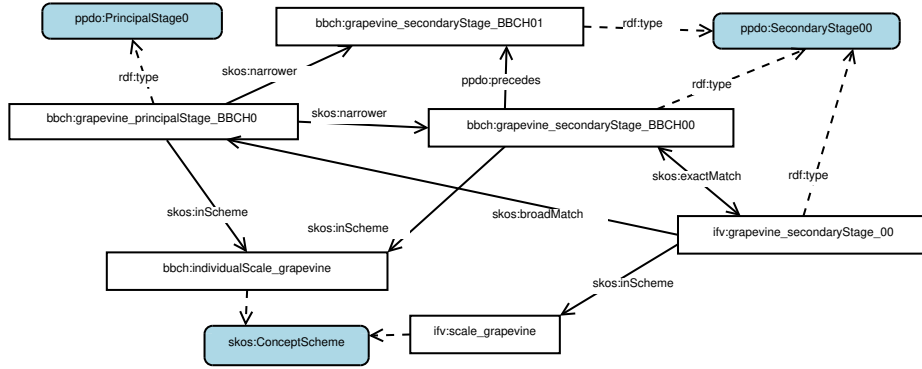 ppdo:PrincipalStage0
bbch:grapevine_secondaryStage_BBCH01
rdf:type
ppdo:SecondaryStage00
rdf:type
skos:narrower
ppdo:precedes
rdf:type
bbch:grapevine_principalStage_BBCH0
skos:narrower
bbch:grapevine_secondaryStage_BBCH00
skos:exactMatch
rdf:type
skos:inScheme
skos:broadMatch
skos:inScheme
ifv:grapevine_secondaryStage_00
bbch:individualScale_grapevine
skos:inScheme
ifv:scale_grapevine
skos:ConceptScheme